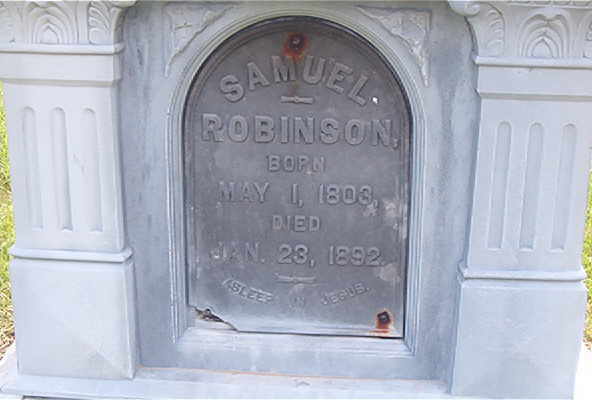 SAMUEL
ROBINSON,
BORN
MAY 1, 1803,
DIED
JAN. 23, 1892.
ASLEEP IN JESUS.